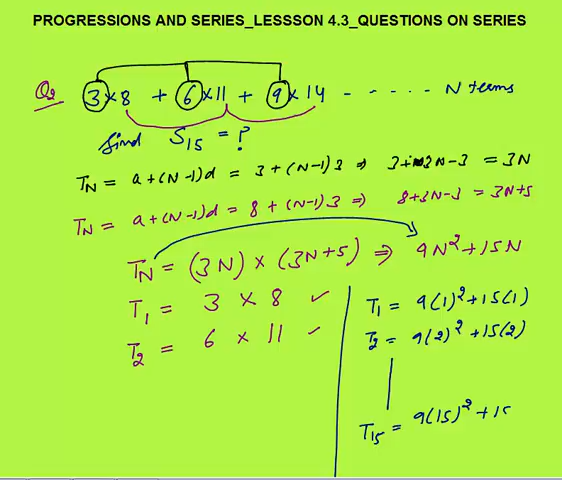 PROGRESSIONS AND SERIES_LESSSON 4.3_QUESTIONS ON SERIES
Q2 3 × 8 + 6 × 11 + 9 × 14 - - - - - - N terms
find S15 = ?
TN = a + (N-1)d = 3 + (N-1)3 ⇒ 3 + 3N - 3 = 3N
TN = a + (N-1)d = 8 + (N-1)3 ⇒ 8 + 3N - 3 = 3N + 5
TN = (3N) × (3N + 5) ⇒ 9N² + 15N
T1 = 3 × 8 ✓
T2 = 6 × 11 ✓
T1 = 9(1)² + 15(1)
T2 = 9(2)² + 15(2)
T15 = 9(15)² + 15